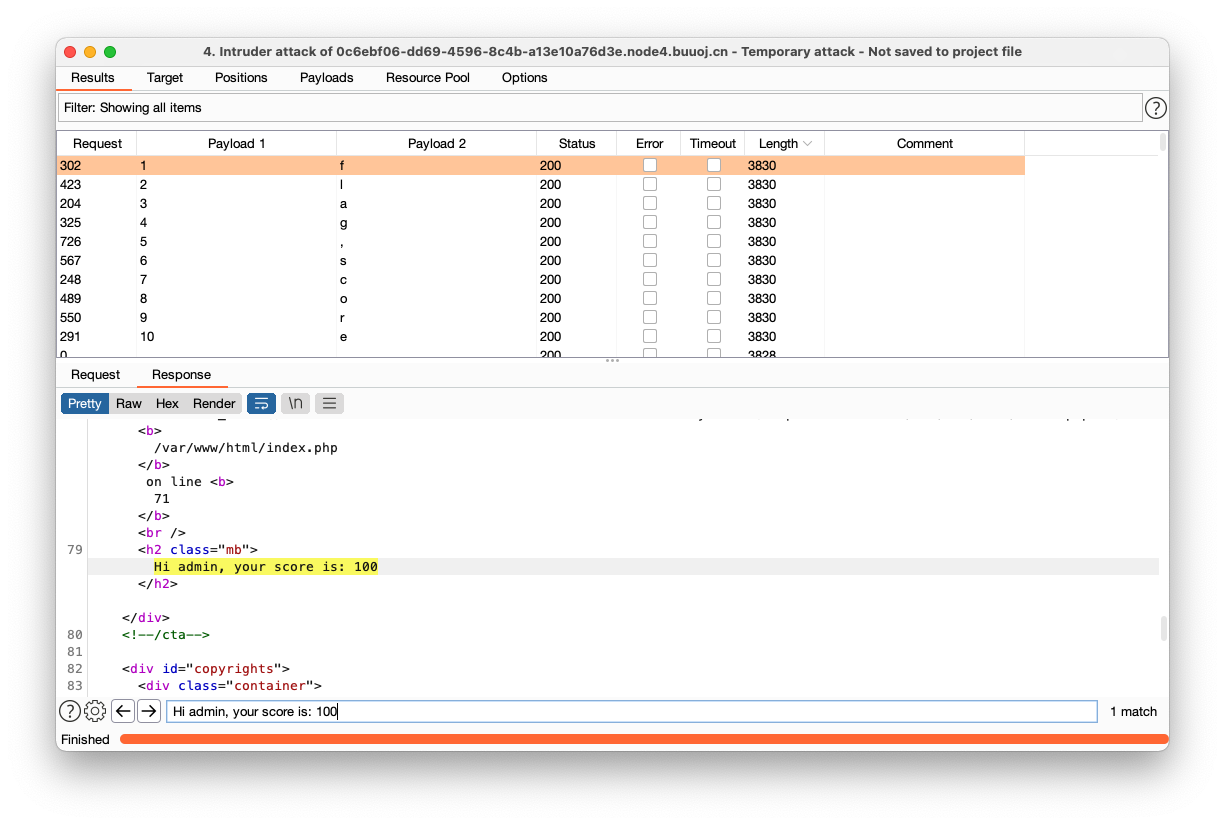 4. Intruder attack of 0c6ebf06-dd69-4596-8c4b-a13e10a76d3e.node4.buuoj.cn - Temporary attack - Not saved to project file
Results Target Positions Payloads Resource Pool Options
Filter: Showing all items
?
Request Payload 1 Payload 2 Status Error Timeout Length Comment
302 1 f 200 3830
423 2 l 200 3830
204 3 a 200 3830
325 4 g 200 3830
726 5 , 200 3830
567 6 s 200 3830
248 7 c 200 3830
489 8 o 200 3830
550 9 r 200 3830
291 10 e 200 3830
0 200 3828
Request Response
Pretty Raw Hex Render \n
<b>
/var/www/html/index.php
</b>
on line <b>
71
</b>
<br />
79 <h2 class="mb">
Hi admin, your score is: 100
</h2>
</div>
80 <!--/cta-->
81
82 <div id="copyrights">
83 <div class="container">
? Hi admin, your score is: 100 1 match
Finished